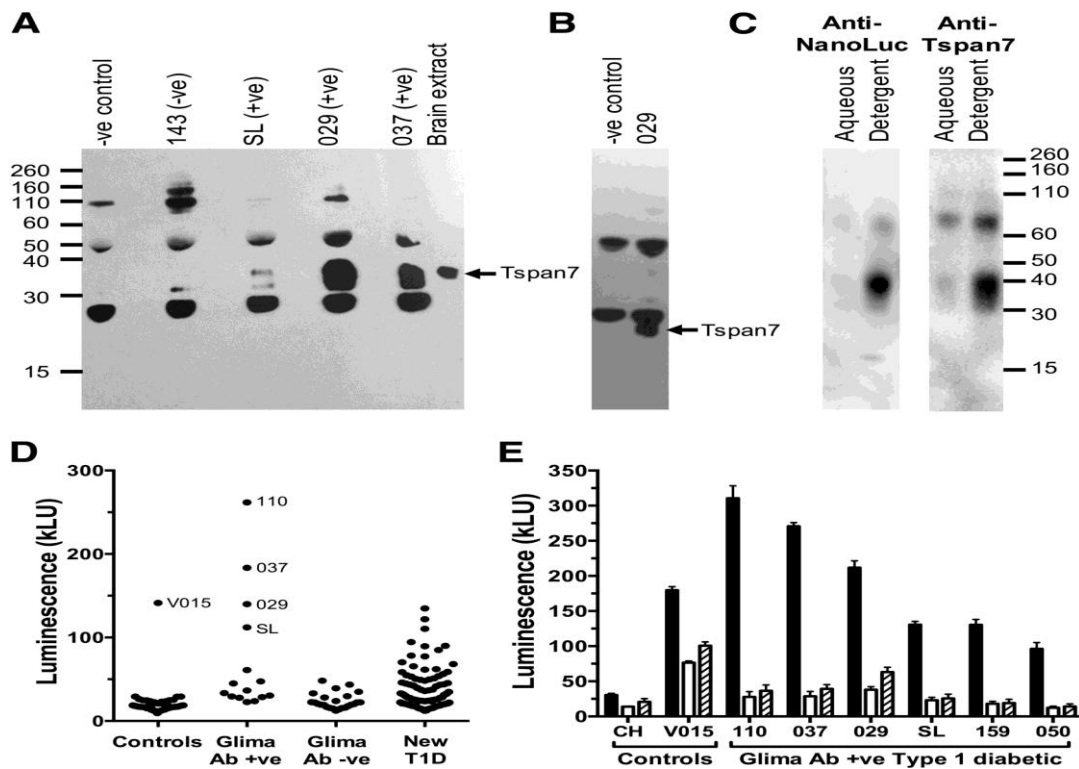 A
-ve control
143 (-ve)
SL (+ve)
029 (+ve)
037 (+ve)
Brain extract
260
160
110
60
50
40
30
15
Tspan7
B
-ve control
029
Tspan7
C
Anti-
NanoLuc
Anti-
Tspan7
Aqueous
Detergent
Aqueous
Detergent
260
160
110
60
50
40
30
15
D
Luminescence (kLU)
300
200
100
0
110
037
029
SL
V015
Controls
Glima
Ab +ve
Glima
Ab -ve
New
T1D
E
Luminescence (kLU)
350
300
250
200
150
100
50
0
CH V015 110 037 029 SL 159 050
Controls
Glima Ab +ve Type 1 diabetic